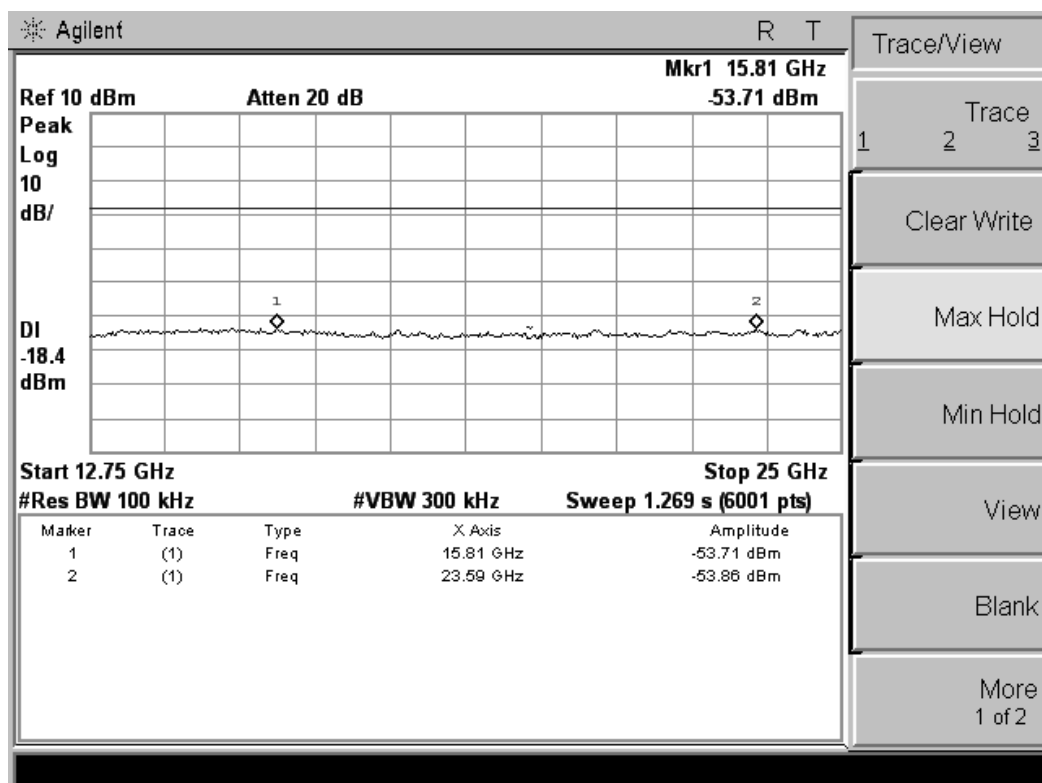 Agilent R T
Mkr1 15.81 GHz
Ref 10 dBm Atten 20 dB -53.71 dBm
Peak
Log
10
dB/
1 2
DI
-18.4
dBm
Start 12.75 GHz Stop 25 GHz
#Res BW 100 kHz #VBW 300 kHz Sweep 1.269 s (6001 pts)
Marker Trace Type X Axis Amplitude
1 (1) Freq 15.81 GHz -53.71 dBm
2 (1) Freq 23.59 GHz -53.86 dBm
Trace/View
Trace
1 2 3
Clear Write
Max Hold
Min Hold
View
Blank
More
1 of 2